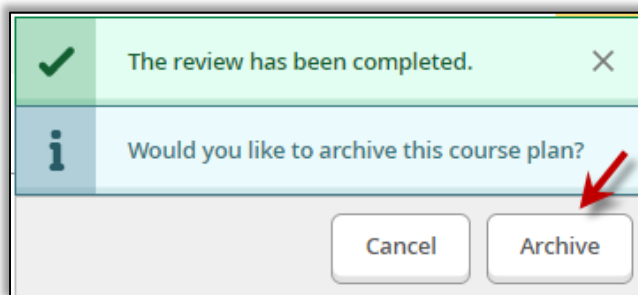 The review has been completed.
Would you like to archive this course plan?
Cancel Archive